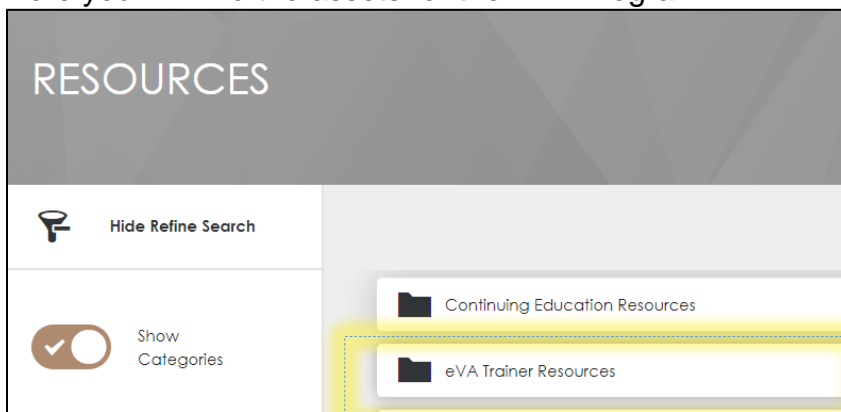 RESOURCES
Hide Refine Search
Continuing Education Resources
Show
Categories
eVA Trainer Resources